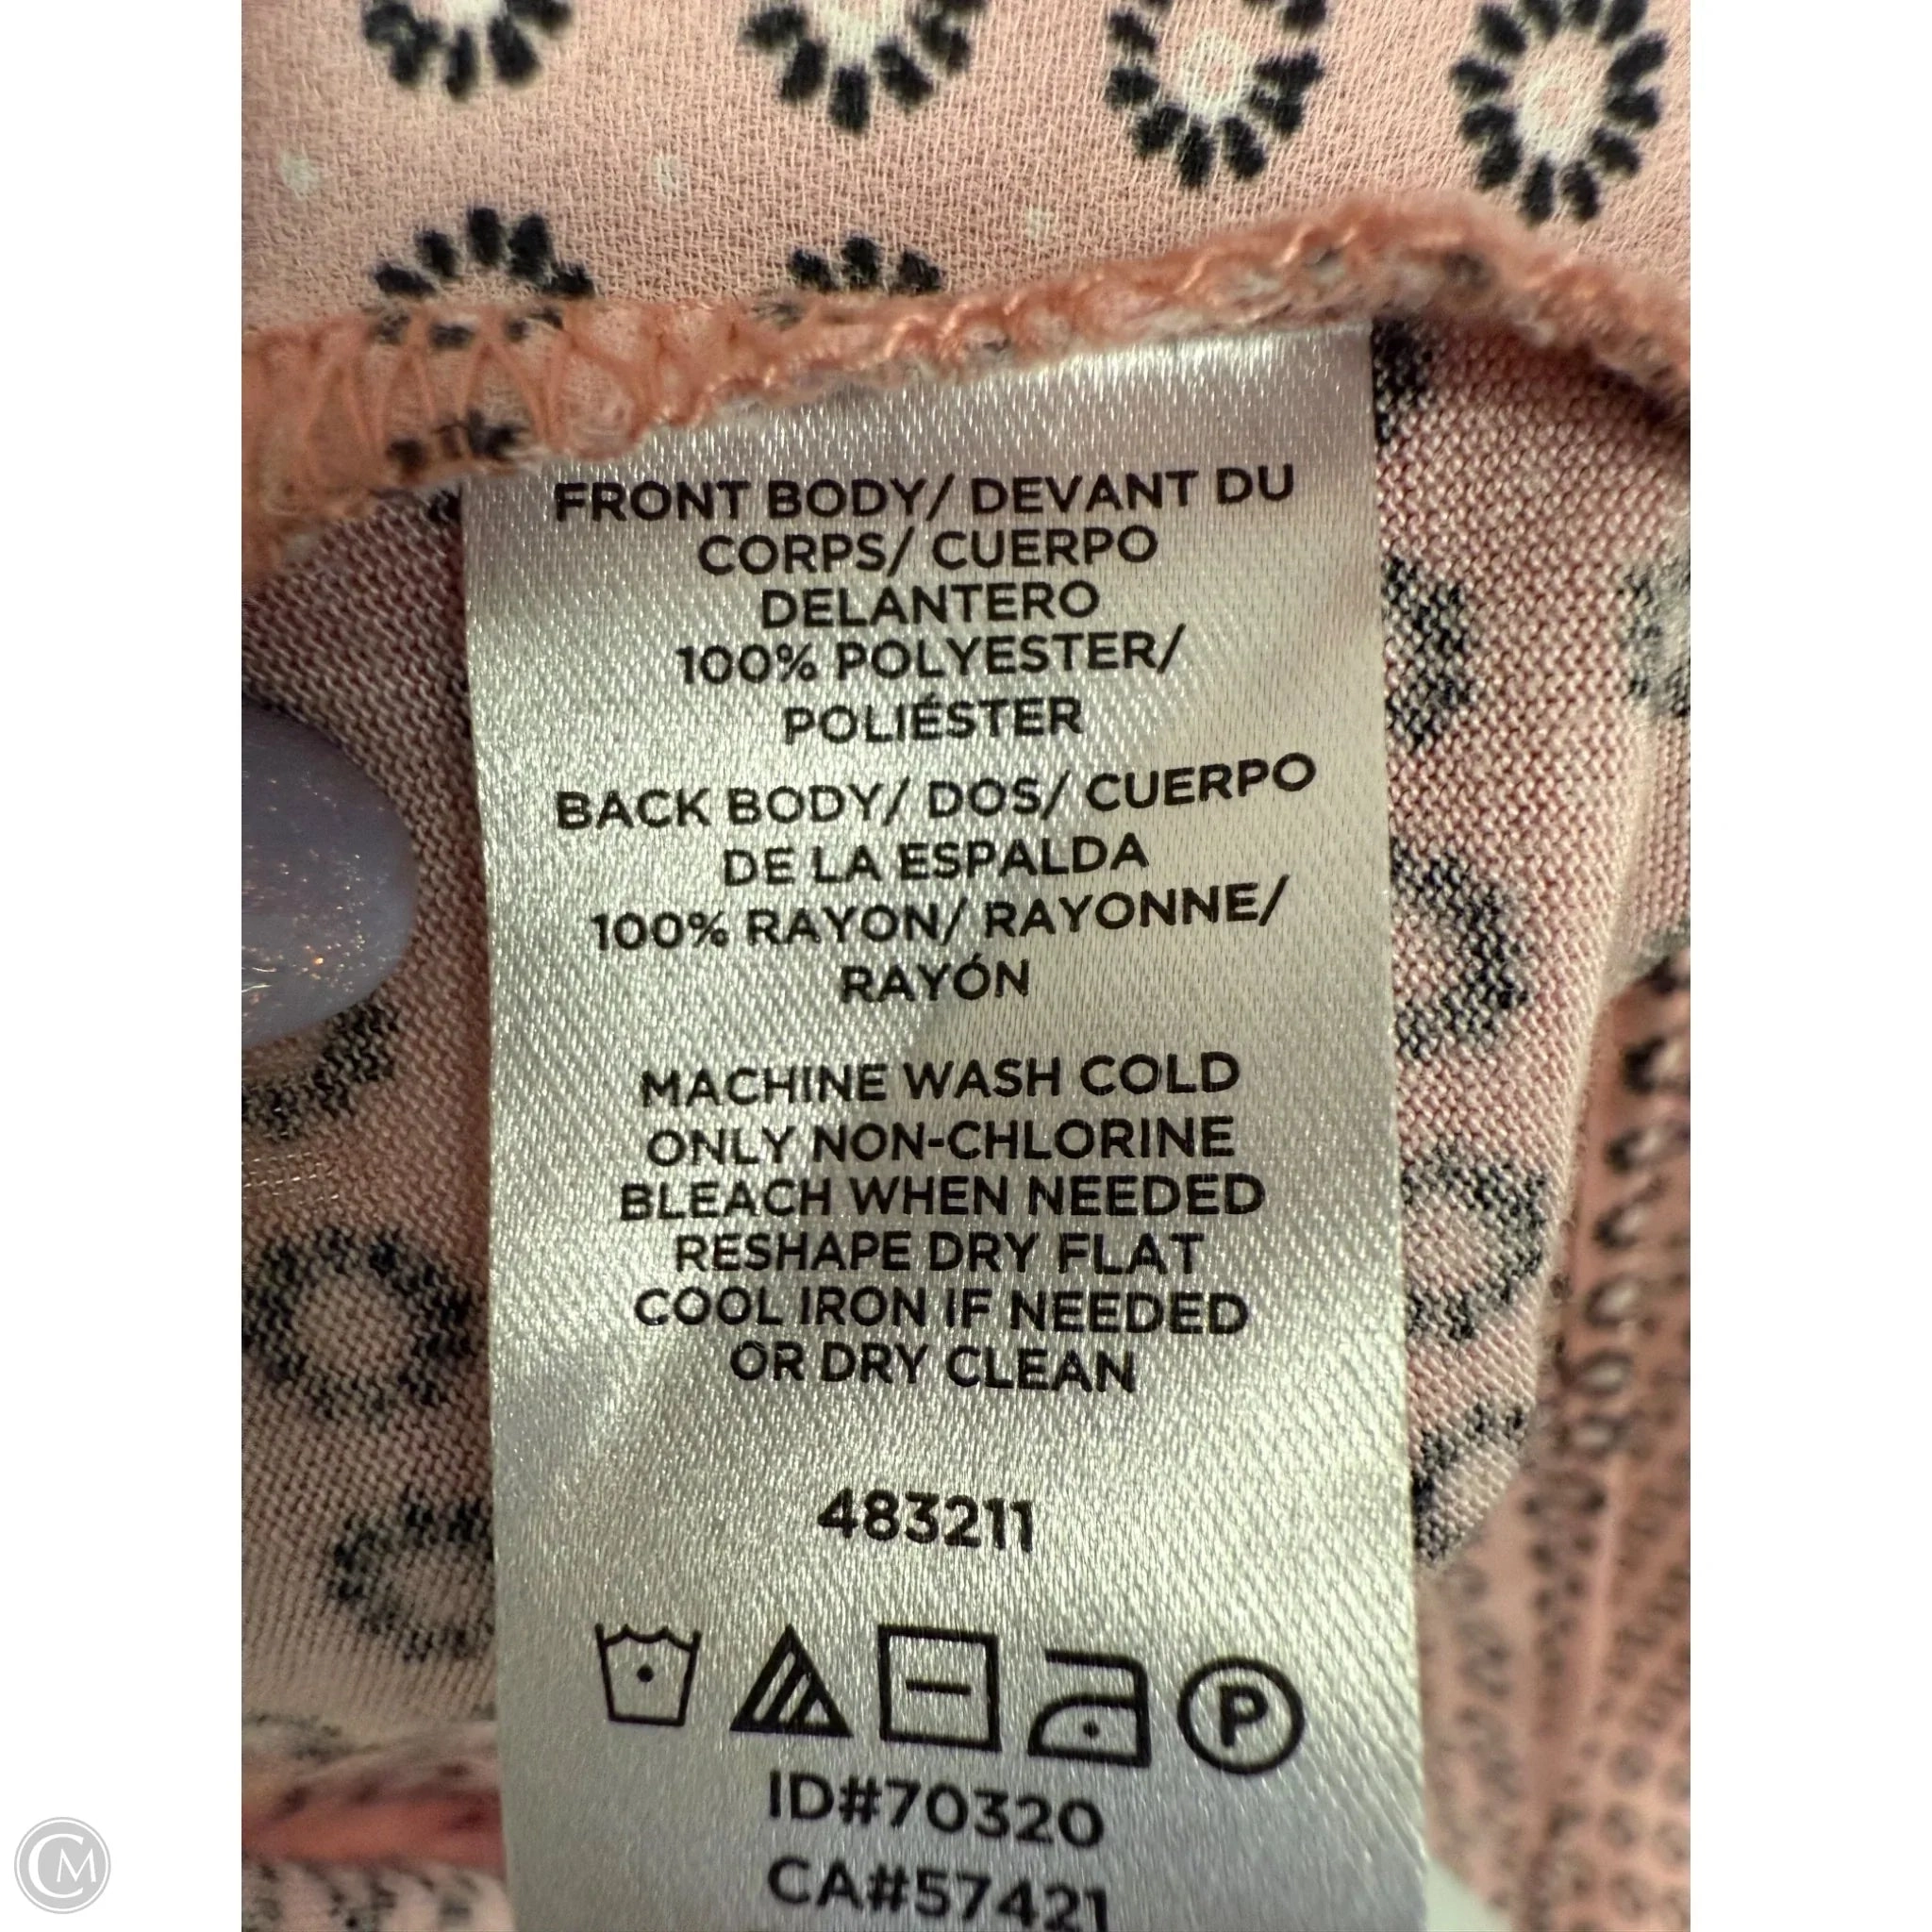 FRONT BODY/ DEVANT DU
CORPS/ CUERPO
DELANTERO
100% POLYESTER/
POLIÉSTER
BACK BODY/ DOS/ CUERPO
DE LA ESPALDA
100% RAYON/ RAYONNE/
RAYÓN
MACHINE WASH COLD
ONLY NON-CHLORINE
BLEACH WHEN NEEDED
RESHAPE DRY FLAT
COOL IRON IF NEEDED
OR DRY CLEAN
483211
P
ID#70320
CA#57421
CM